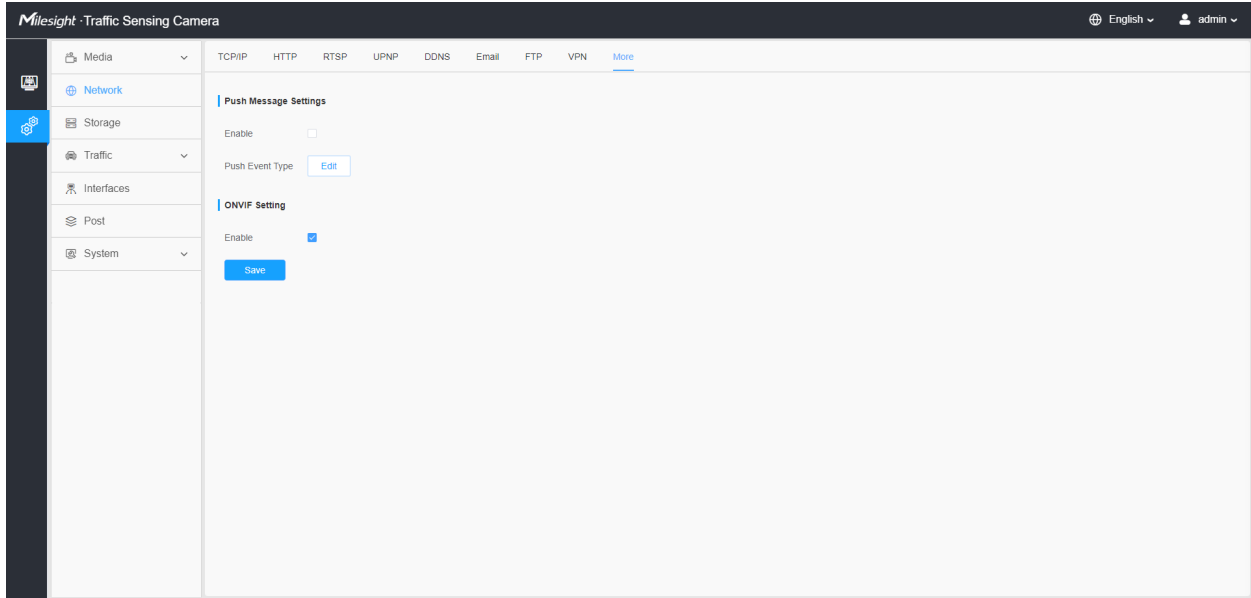 Milesight · Traffic Sensing Camera English admin
Media
Network
Storage
Traffic
Interfaces
Post
System
TCP/IP HTTP RTSP UPNP DDNS Email FTP VPN More
Push Message Settings
Enable
Push Event Type Edit
ONVIF Setting
Enable
Save